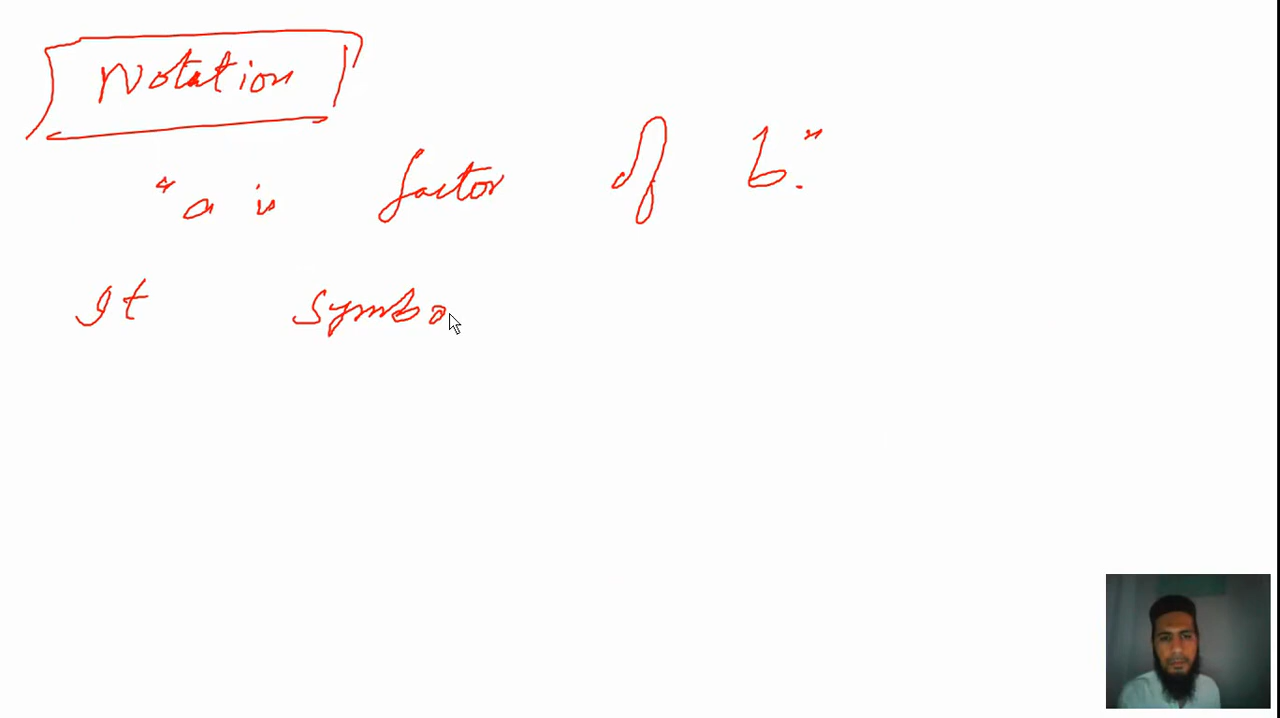 Notation
"a is factor of b."
It symbo